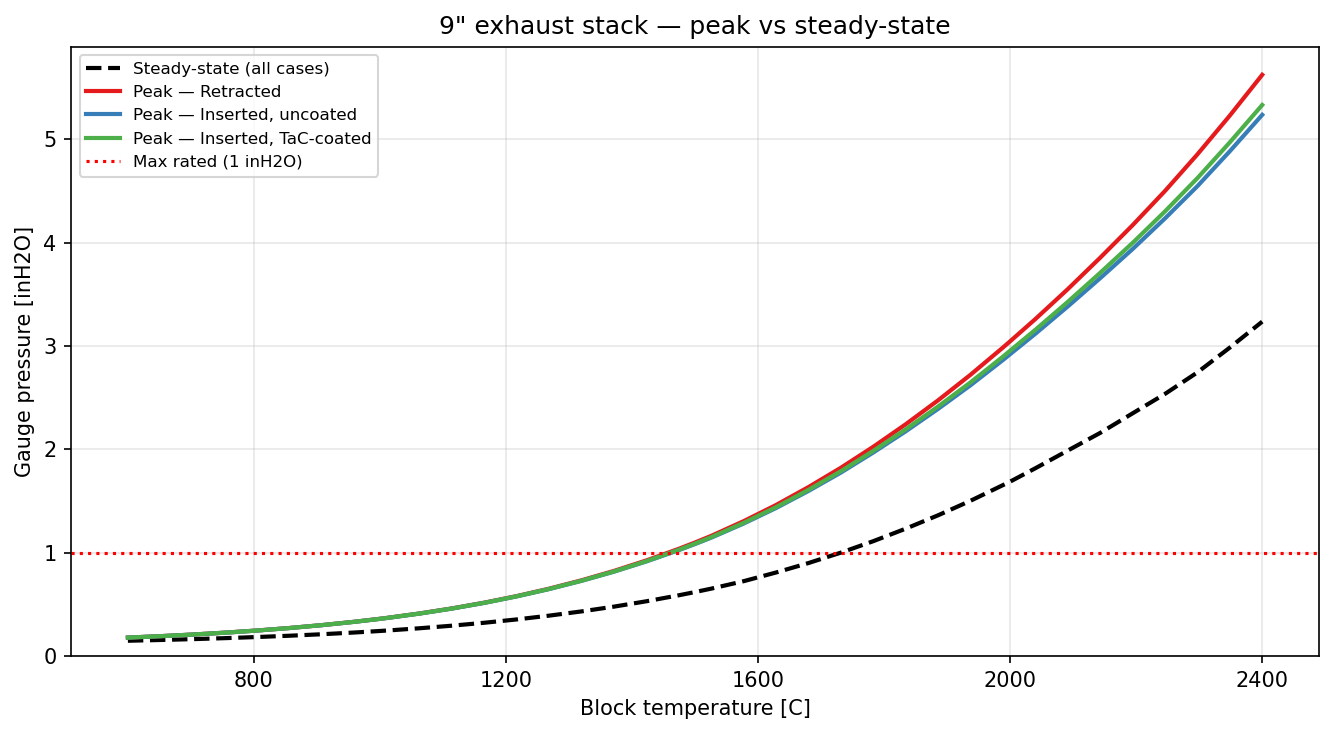 9" exhaust stack — peak vs steady-state
Steady-state (all cases)
Peak — Retracted
Peak — Inserted, uncoated
Peak — Inserted, TaC-coated
Max rated (1 inH2O)
Gauge pressure [inH2O]
5
4
3
2
1
0
800
1200
1600
2000
2400
Block temperature [C]